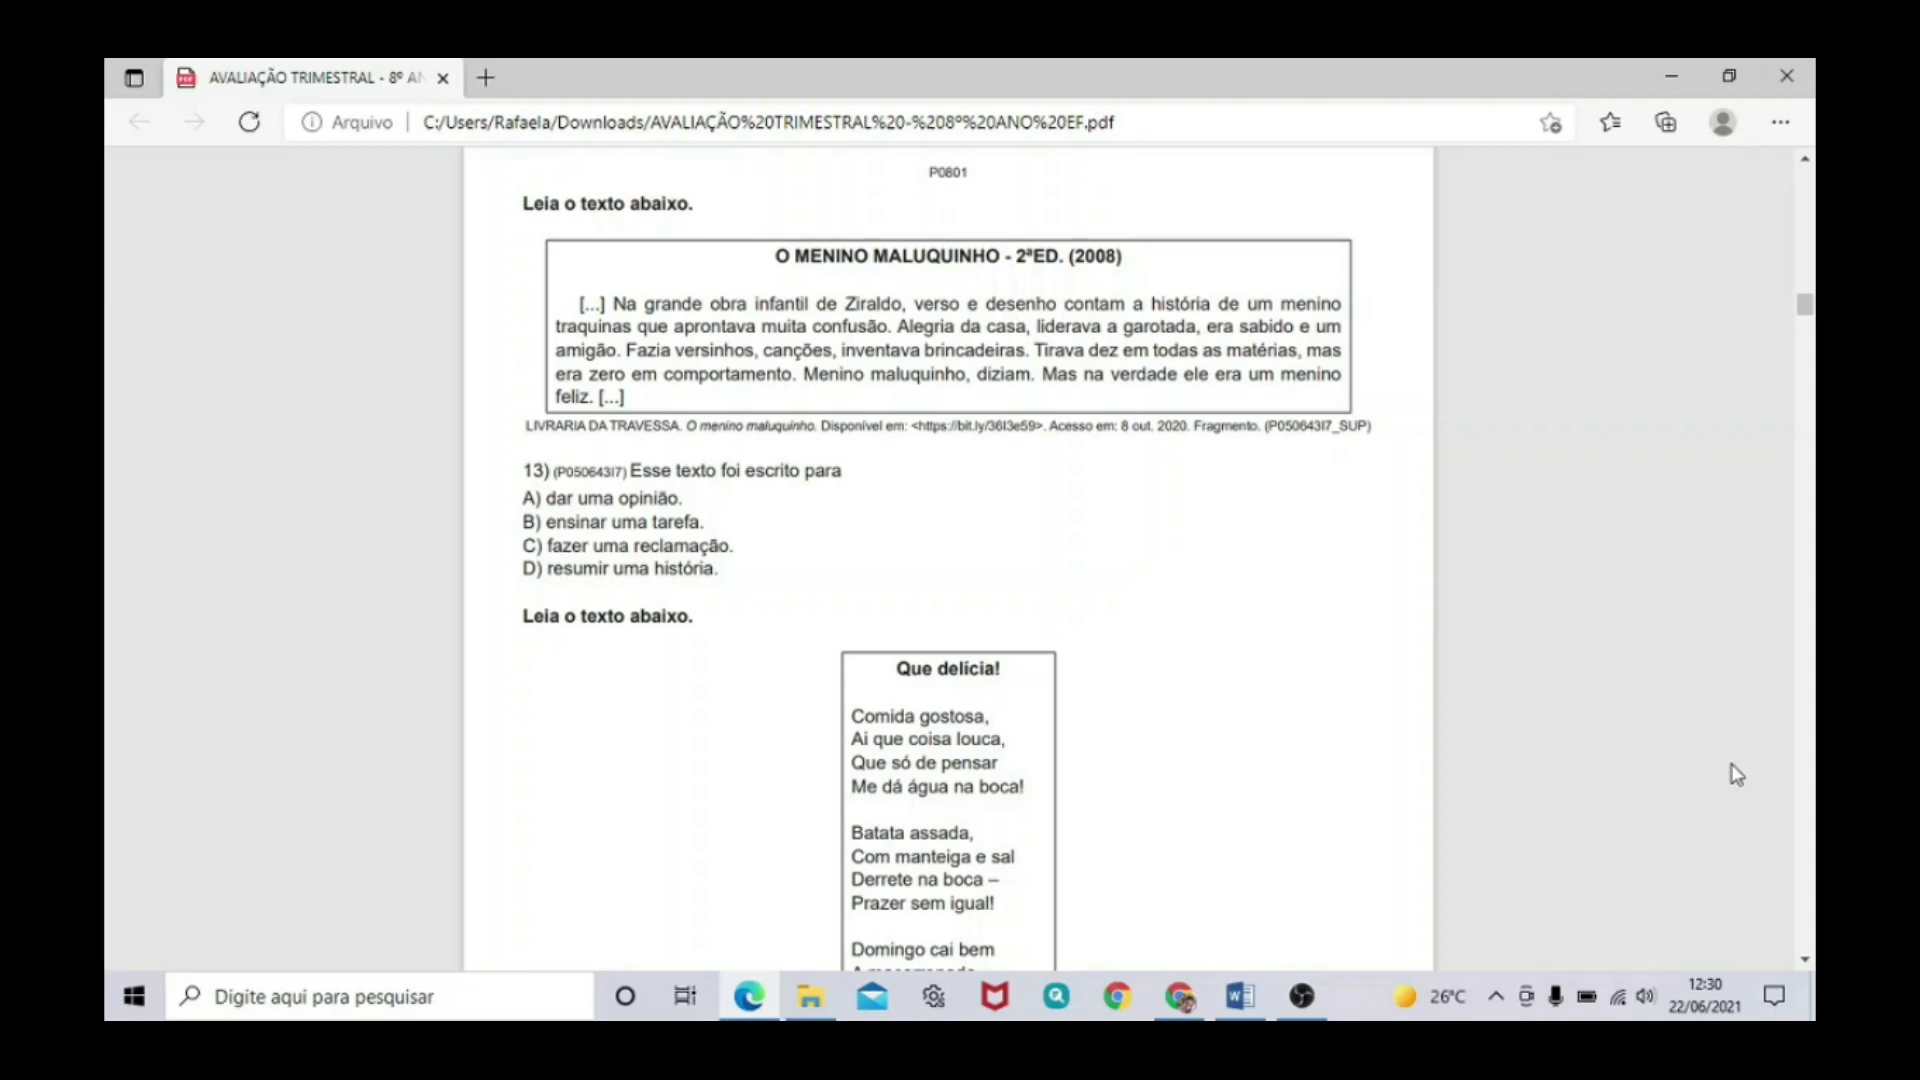 AVALIAÇÃO TRIMESTRAL - 8º AN
Arquivo
C:/Users/Rafaela/Downloads/AVALIAÇÃO%20TRIMESTRAL%20-%208º%20ANO%20EF.pdf
P0801
Leia o texto abaixo.
O MENINO MALUQUINHO - 2ªED. (2008)
[...] Na grande obra infantil de Ziraldo, verso e desenho contam a história de um menino
traquinas que aprontava muita confusão. Alegria da casa, liderava a garotada, era sabido e um
amigão. Fazia versinhos, canções, inventava brincadeiras. Tirava dez em todas as matérias, mas
era zero em comportamento. Menino maluquinho, diziam. Mas na verdade ele era um menino
feliz. [...]
LIVRARIA DA TRAVESSA. O menino maluquinho. Disponível em: <https://bit.ly/36I3e59>. Acesso em: 8 out. 2020. Fragmento. (P050643I7_SUP)
13) (P050643I7) Esse texto foi escrito para
A) dar uma opinião.
B) ensinar uma tarefa.
C) fazer uma reclamação.
D) resumir uma história.
Leia o texto abaixo.
Que delícia!
Comida gostosa,
Ai que coisa louca,
Que só de pensar
Me dá água na boca!
Batata assada,
Com manteiga e sal
Derrete na boca –
Prazer sem igual!
Domingo cai bem
Digite aqui para pesquisar
26°C
12:30
22/06/2021